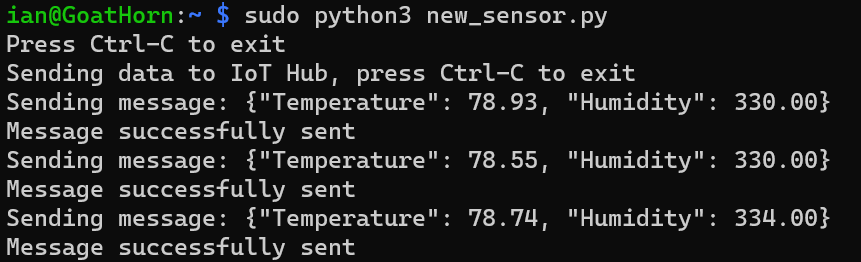 ian@GoatHorn:~ $ sudo python3 new_sensor.py
Press Ctrl-C to exit
Sending data to IoT Hub, press Ctrl-C to exit
Sending message: {"Temperature": 78.93, "Humidity": 330.00}
Message successfully sent
Sending message: {"Temperature": 78.55, "Humidity": 330.00}
Message successfully sent
Sending message: {"Temperature": 78.74, "Humidity": 334.00}
Message successfully sent